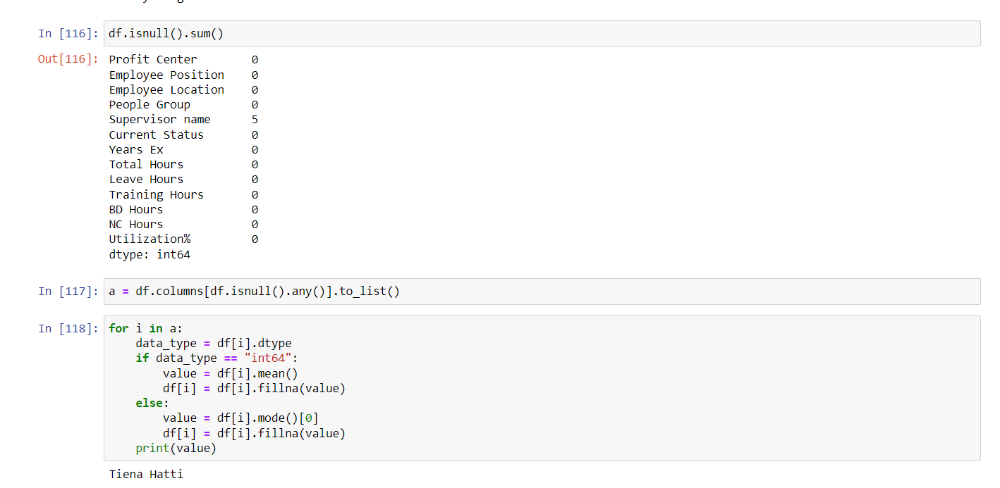 In [116]: df.isnull().sum()
Out[116]: Profit Center 0
Employee Position 0
Employee Location 0
People Group 0
Supervisor name 5
Current Status 0
Years Ex 0
Total Hours 0
Leave Hours 0
Training Hours 0
BD Hours 0
NC Hours 0
Utilization% 0
dtype: int64
In [117]: a = df.columns[df.isnull().any()].to_list()
In [118]: for i in a:
    data_type = df[i].dtype
    if data_type == "int64":
        value = df[i].mean()
        df[i] = df[i].fillna(value)
    else:
        value = df[i].mode()[0]
        df[i] = df[i].fillna(value)
    print(value)
Tiena Hatti